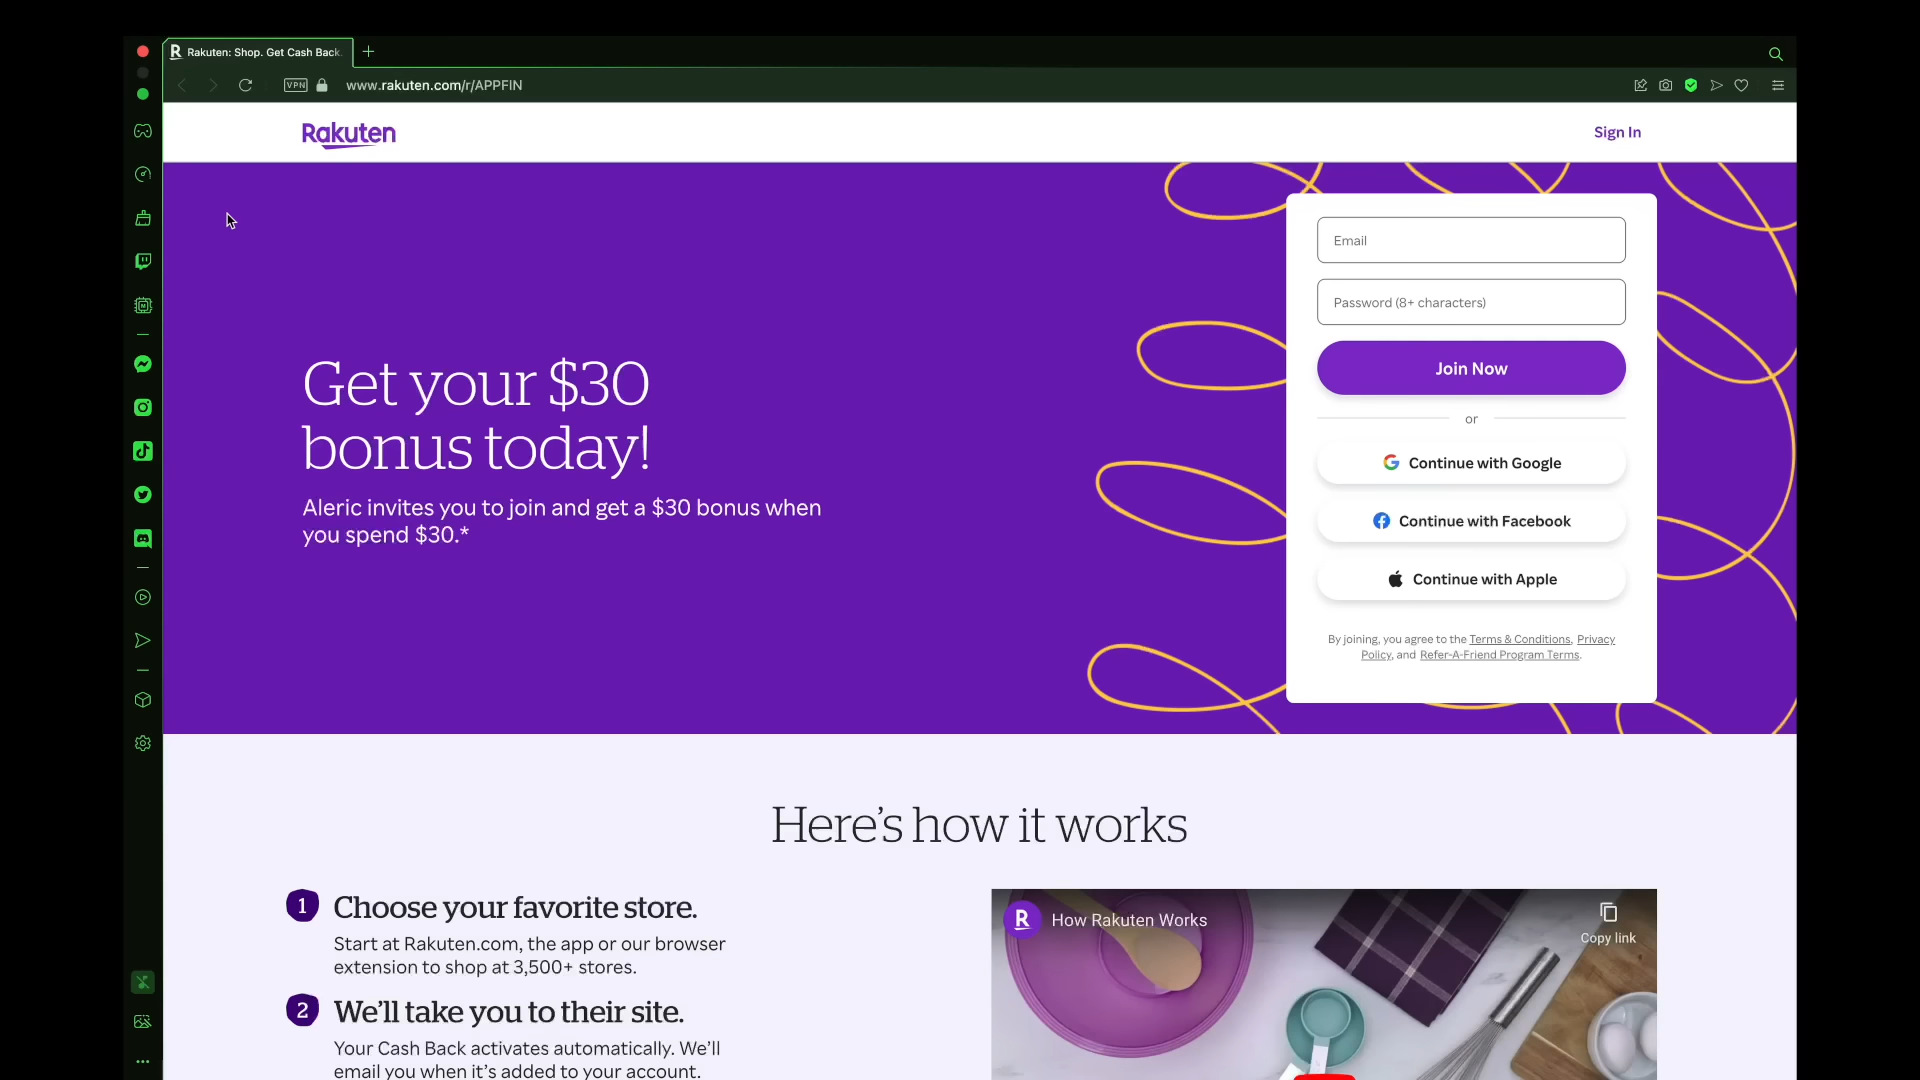 Rakuten: Shop. Get Cash Back.
VPN
www.rakuten.com/r/APPFIN
Rakuten
Sign In
Get your $30
bonus today!
Aleric invites you to join and get a $30 bonus when
you spend $30.*
Email
Password (8+ characters)
Join Now
or
Continue with Google
Continue with Facebook
Continue with Apple
By joining, you agree to the Terms & Conditions, Privacy
Policy, and Refer-A-Friend Program Terms.
Here's how it works
1 Choose your favorite store.
Start at Rakuten.com, the app or our browser
extension to shop at 3,500+ stores.
2 We'll take you to their site.
Your Cash Back activates automatically. We'll
email you when it's added to your account.
R How Rakuten Works
Copy link